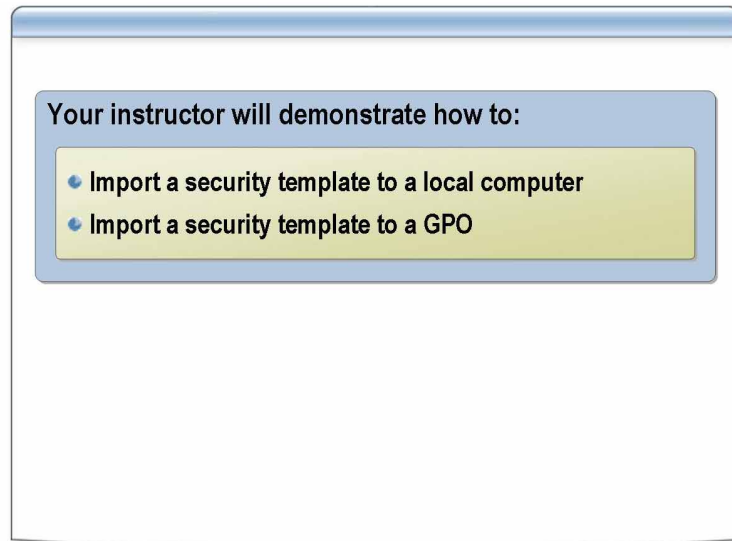 Your instructor will demonstrate how to:
Import a security template to a local computer
Import a security template to a GPO